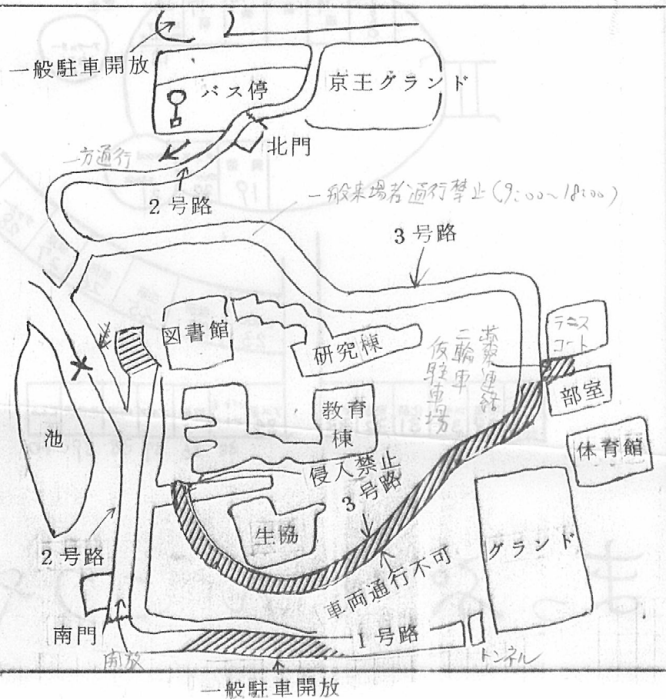 一般駐車開放
バス停
京王グランド
北門
一方通行
2号路
一般来場者通行禁止(9:00~18:00)
3号路
図書館
研究棟
二輪車
仮駐車場
テニス
コート
部室
教育
棟
体育館
池
侵入禁止
3号路
生協
グランド
2号路
車両通行不可
南門
1号路
開放
トンネル
一般駐車開放